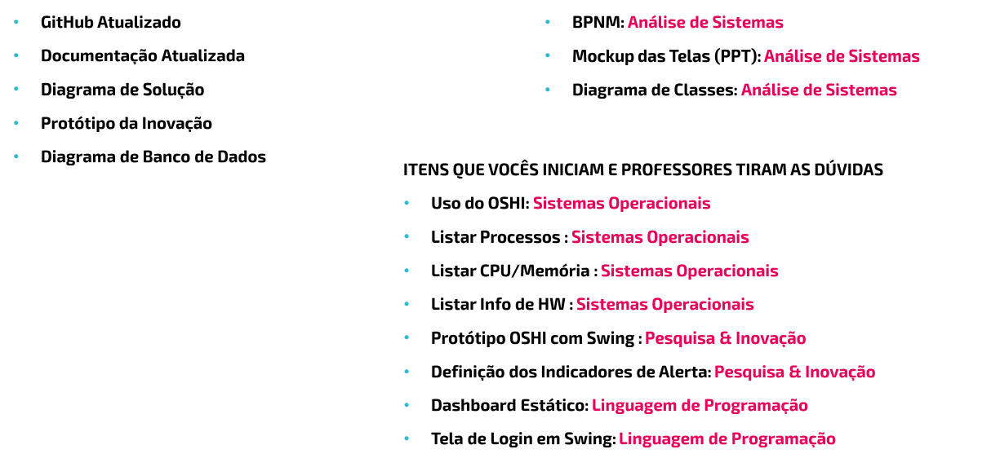 GitHub Atualizado
Documentação Atualizada
Diagrama de Solução
Protótipo da Inovação
Diagrama de Banco de Dados
BPNM: Análise de Sistemas
Mockup das Telas (PPT): Análise de Sistemas
Diagrama de Classes: Análise de Sistemas
ITENS QUE VOCÊS INICIAM E PROFESSORES TIRAM AS DÚVIDAS
Uso do OSHI: Sistemas Operacionais
Listar Processos : Sistemas Operacionais
Listar CPU/Memória : Sistemas Operacionais
Listar Info de HW : Sistemas Operacionais
Protótipo OSHI com Swing : Pesquisa & Inovação
Definição dos Indicadores de Alerta: Pesquisa & Inovação
Dashboard Estático: Linguagem de Programação
Tela de Login em Swing: Linguagem de Programação